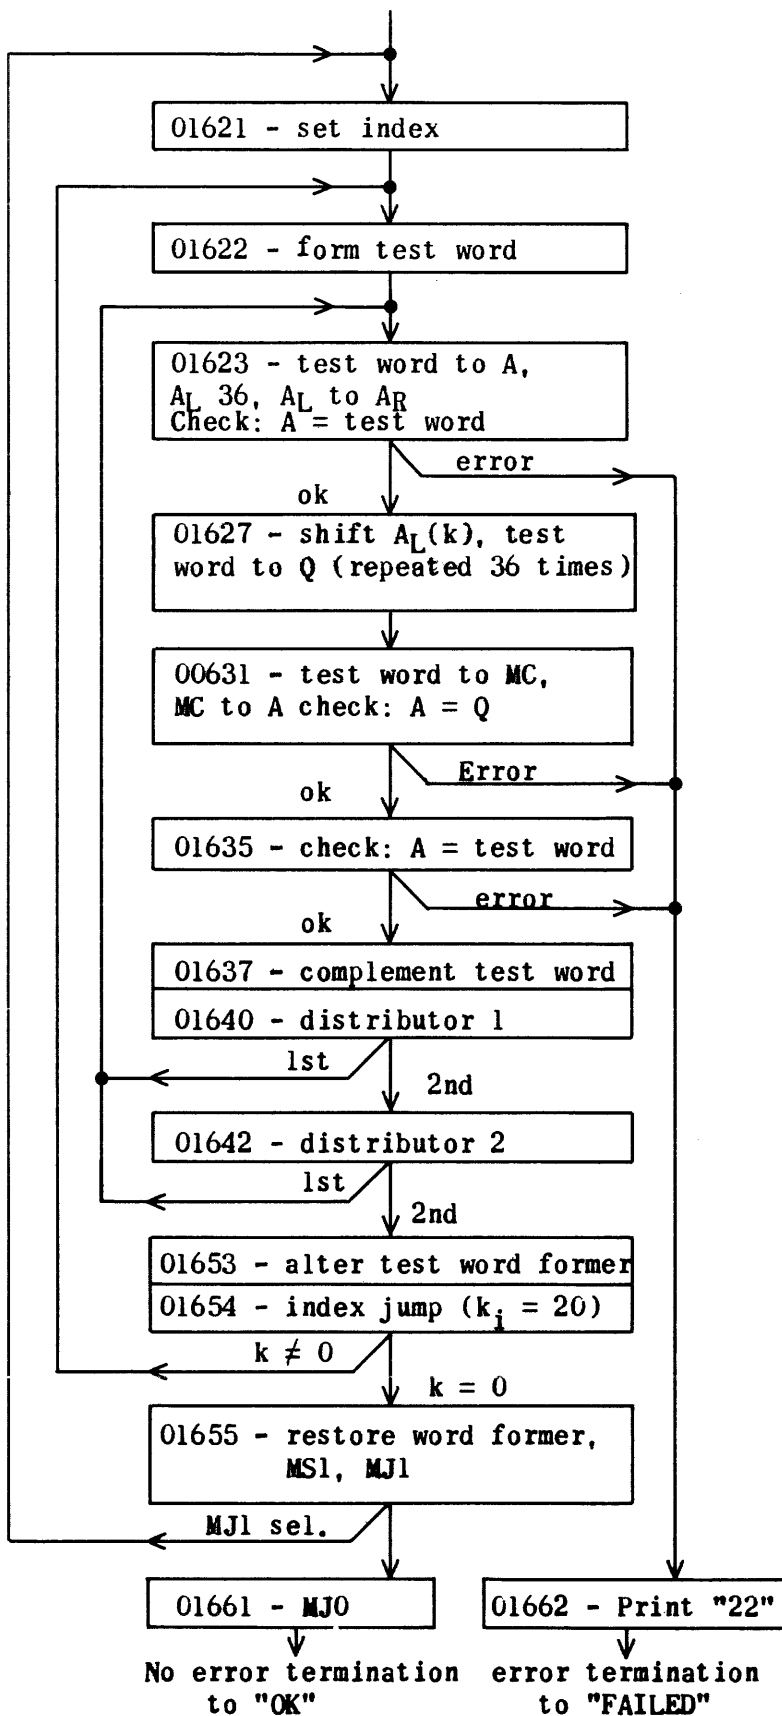 01621 - set index
01622 - form test word
01623 - test word to A,
AL 36, AL to AR
Check: A = test word
error
ok
01627 - shift AL(k), test
word to Q (repeated 36 times)
00631 - test word to MC,
MC to A check: A = Q
Error
ok
01635 - check: A = test word
error
ok
01637 - complement test word
01640 - distributor 1
1st
2nd
01642 - distributor 2
1st
2nd
01653 - alter test word former
01654 - index jump (ki = 20)
k ≠ 0
k = 0
01655 - restore word former,
MS1, MJ1
MJ1 sel.
01661 - MJ0
01662 - Print "22"
No error termination
to "OK"
error termination
to "FAILED"